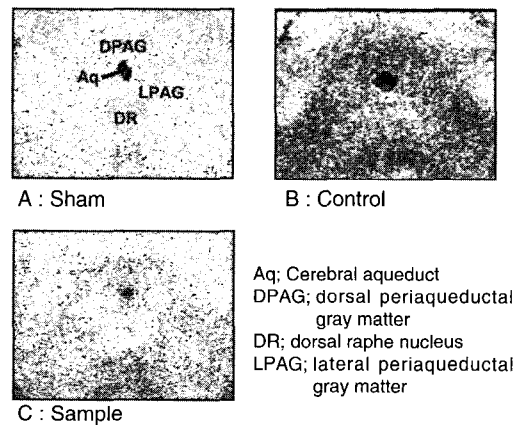 DPAG
Aq
LPAG
DR
A : Sham
B : Control
C : Sample
Aq; Cerebral aqueduct
DPAG; dorsal periaqueductal
gray matter
DR; dorsal raphe nucleus
LPAG; lateral periaqueductal
gray matter